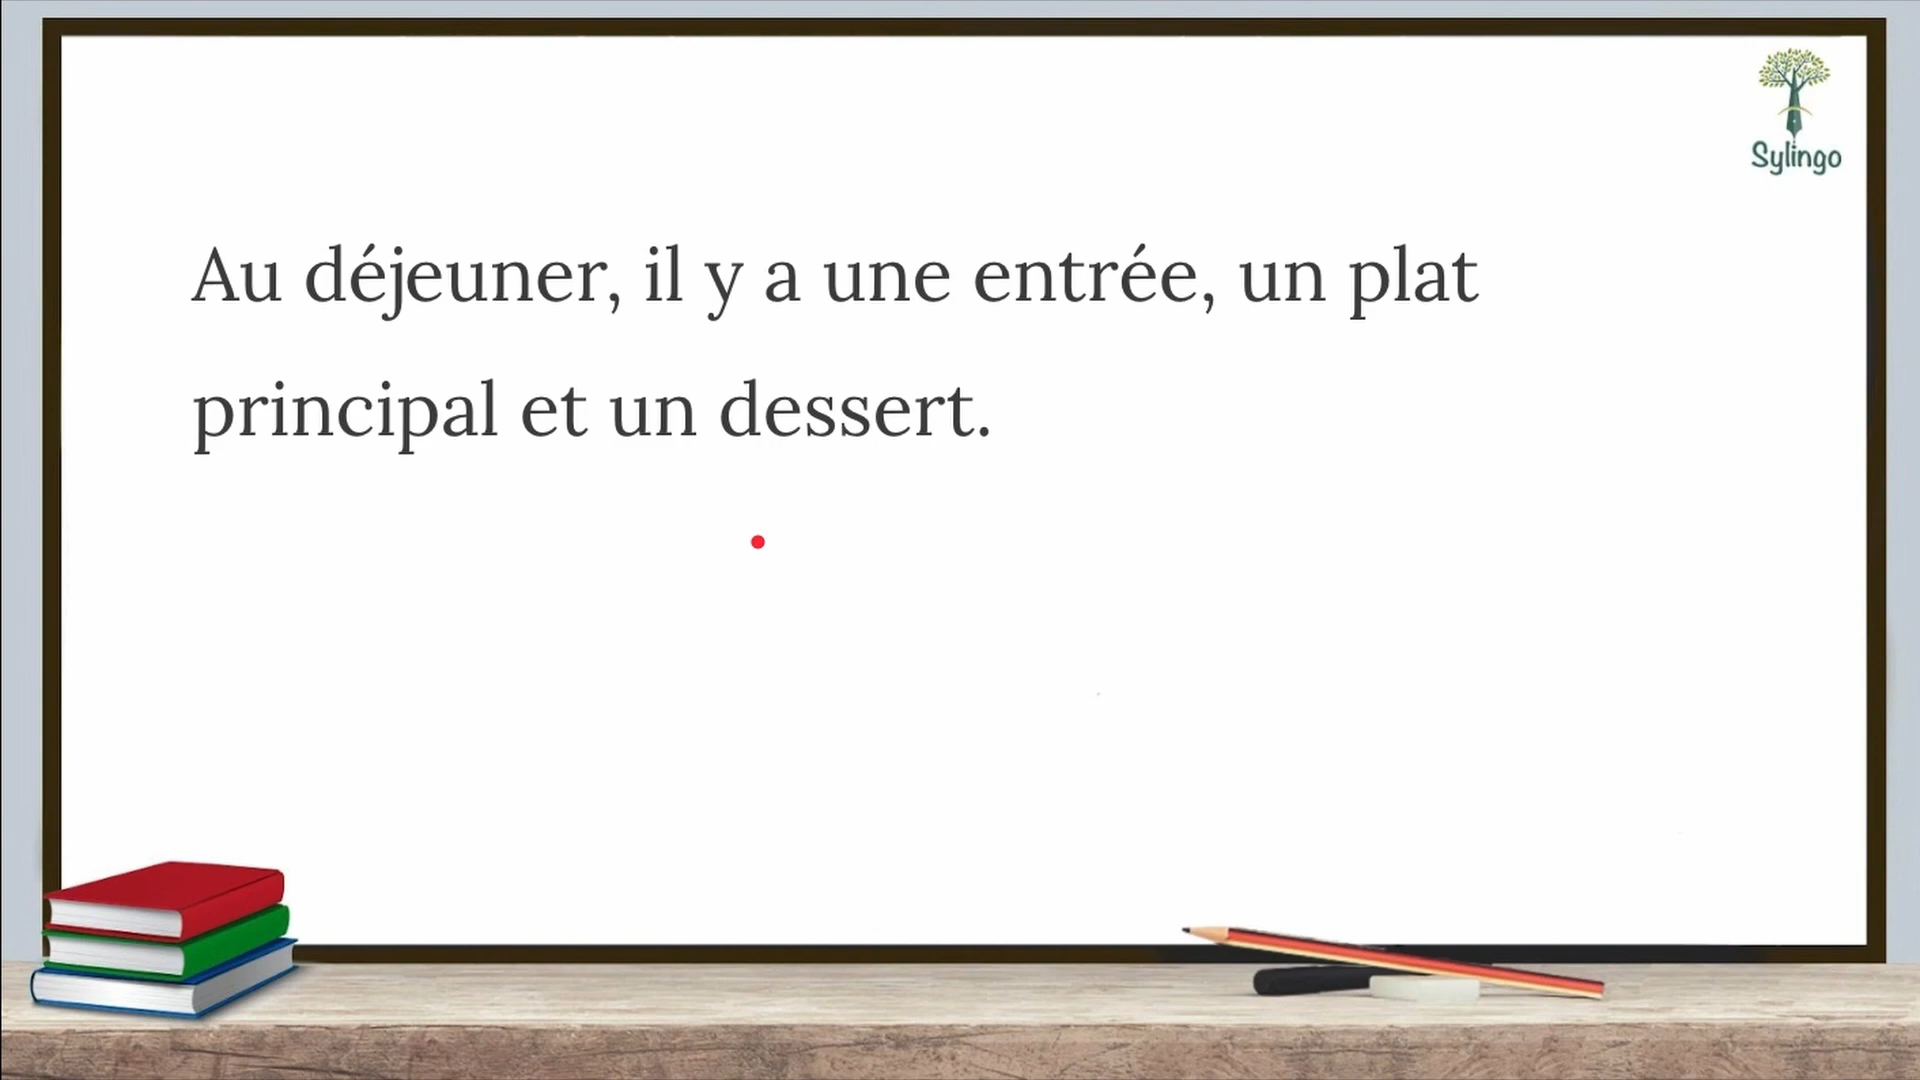 Sylingo
Au déjeuner, il y a une entrée, un plat
principal et un dessert.